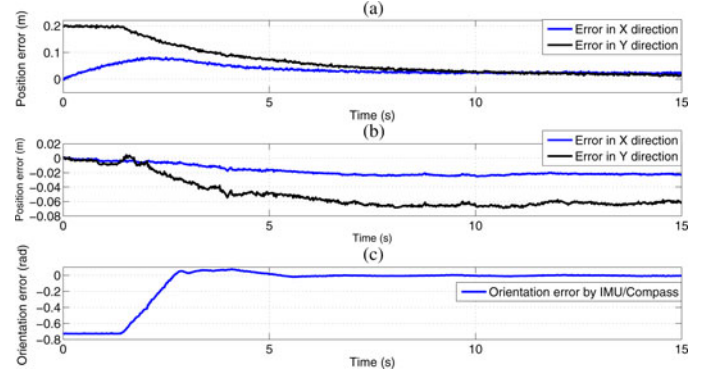 (a)
Position error (m)
0.2
0.1
0
Error in X direction
Error in Y direction
0
5
10
15
Time (s)
(b)
Position error (m)
0.02
0
−0.02
−0.04
−0.06
−0.08
Error in X direction
Error in Y direction
0
5
10
15
Time (s)
(c)
Orientation error (rad)
0
−0.2
−0.4
−0.6
−0.8
Orientation error by IMU/Compass
0
5
10
15
Time (s)